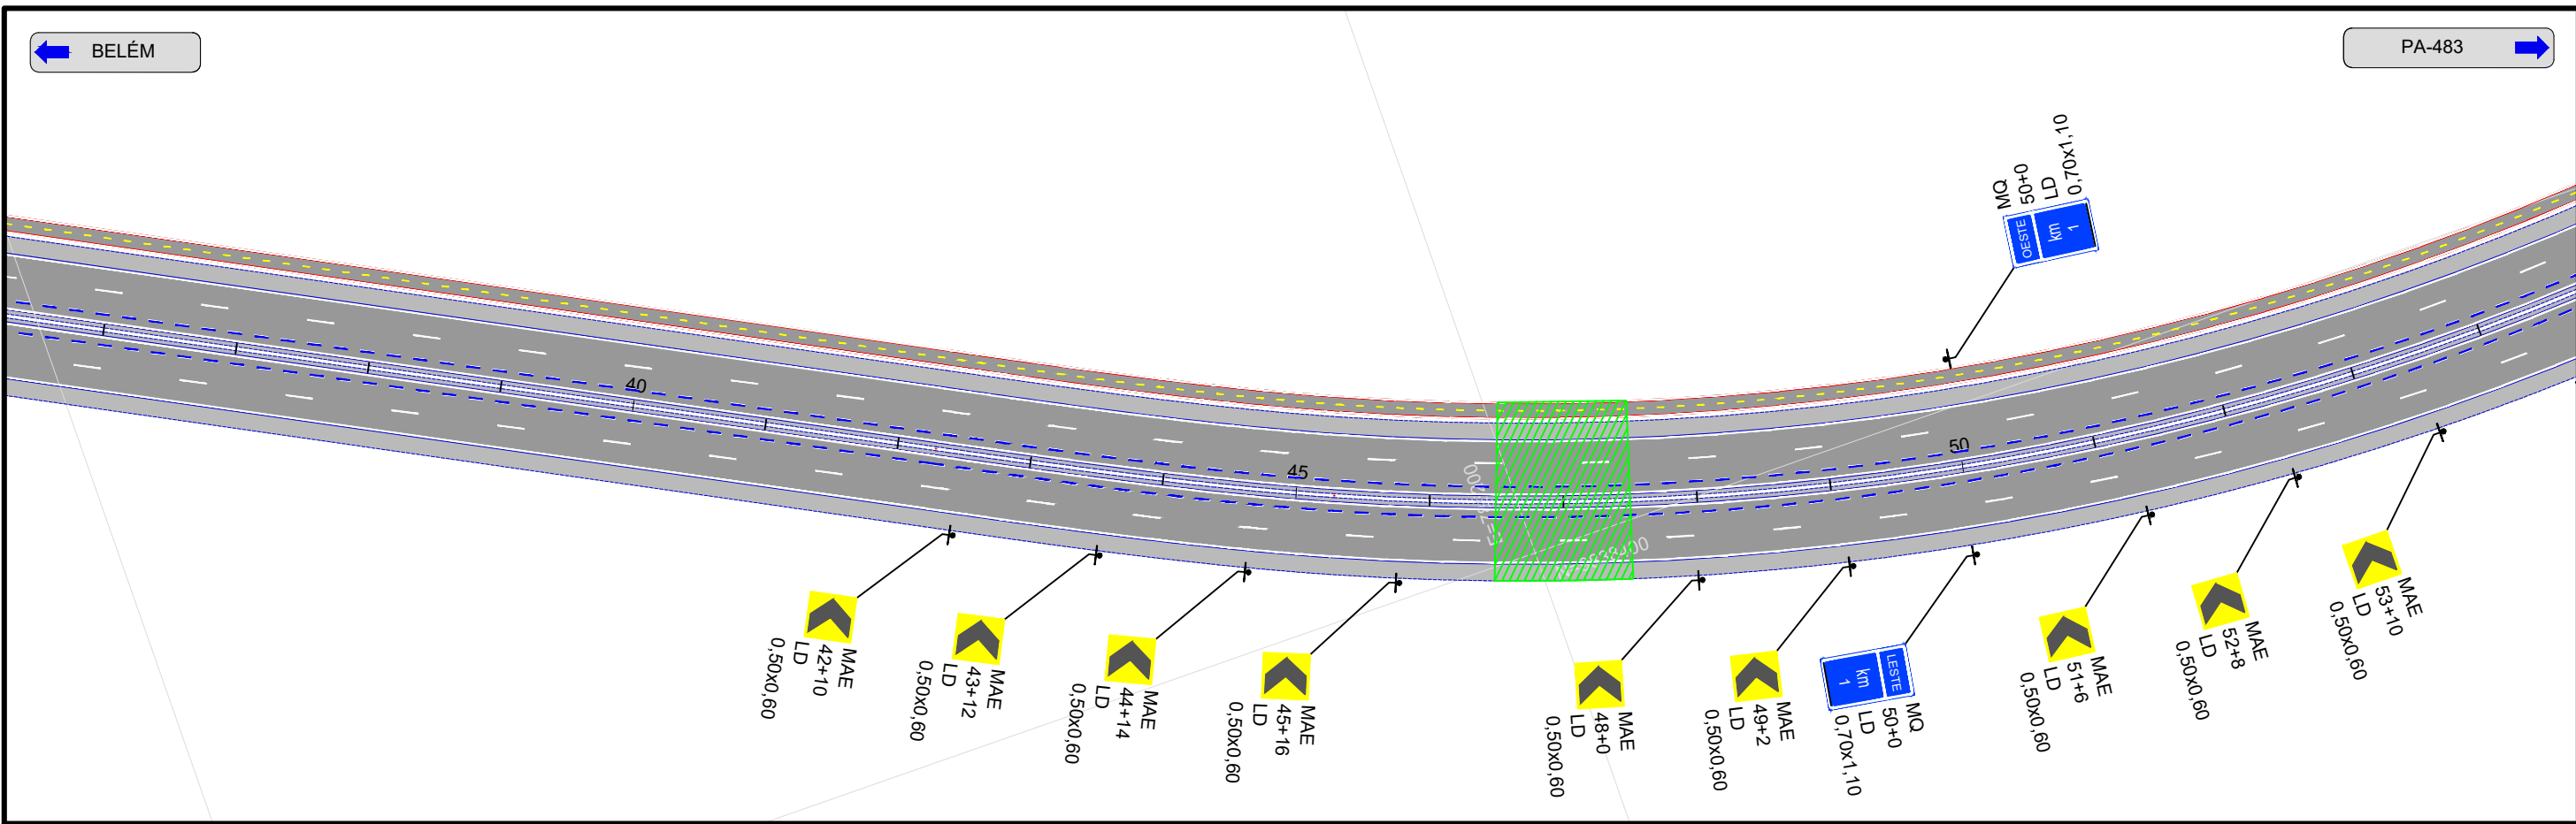 BELÉM
PA-483
MQ
50+0
LD
0,70x1,10
OESTE
km
1
40
45
50
MAE
42+10
LD
0,50x0,60
MAE
43+12
LD
0,50x0,60
MAE
44+14
LD
0,50x0,60
MAE
45+16
LD
0,50x0,60
MAE
48+0
LD
0,50x0,60
MAE
49+2
LD
0,50x0,60
LESTE
km
1
MQ
50+0
LD
0,70x1,10
MAE
51+6
LD
0,50x0,60
MAE
52+8
LD
0,50x0,60
MAE
53+10
LD
0,50x0,60